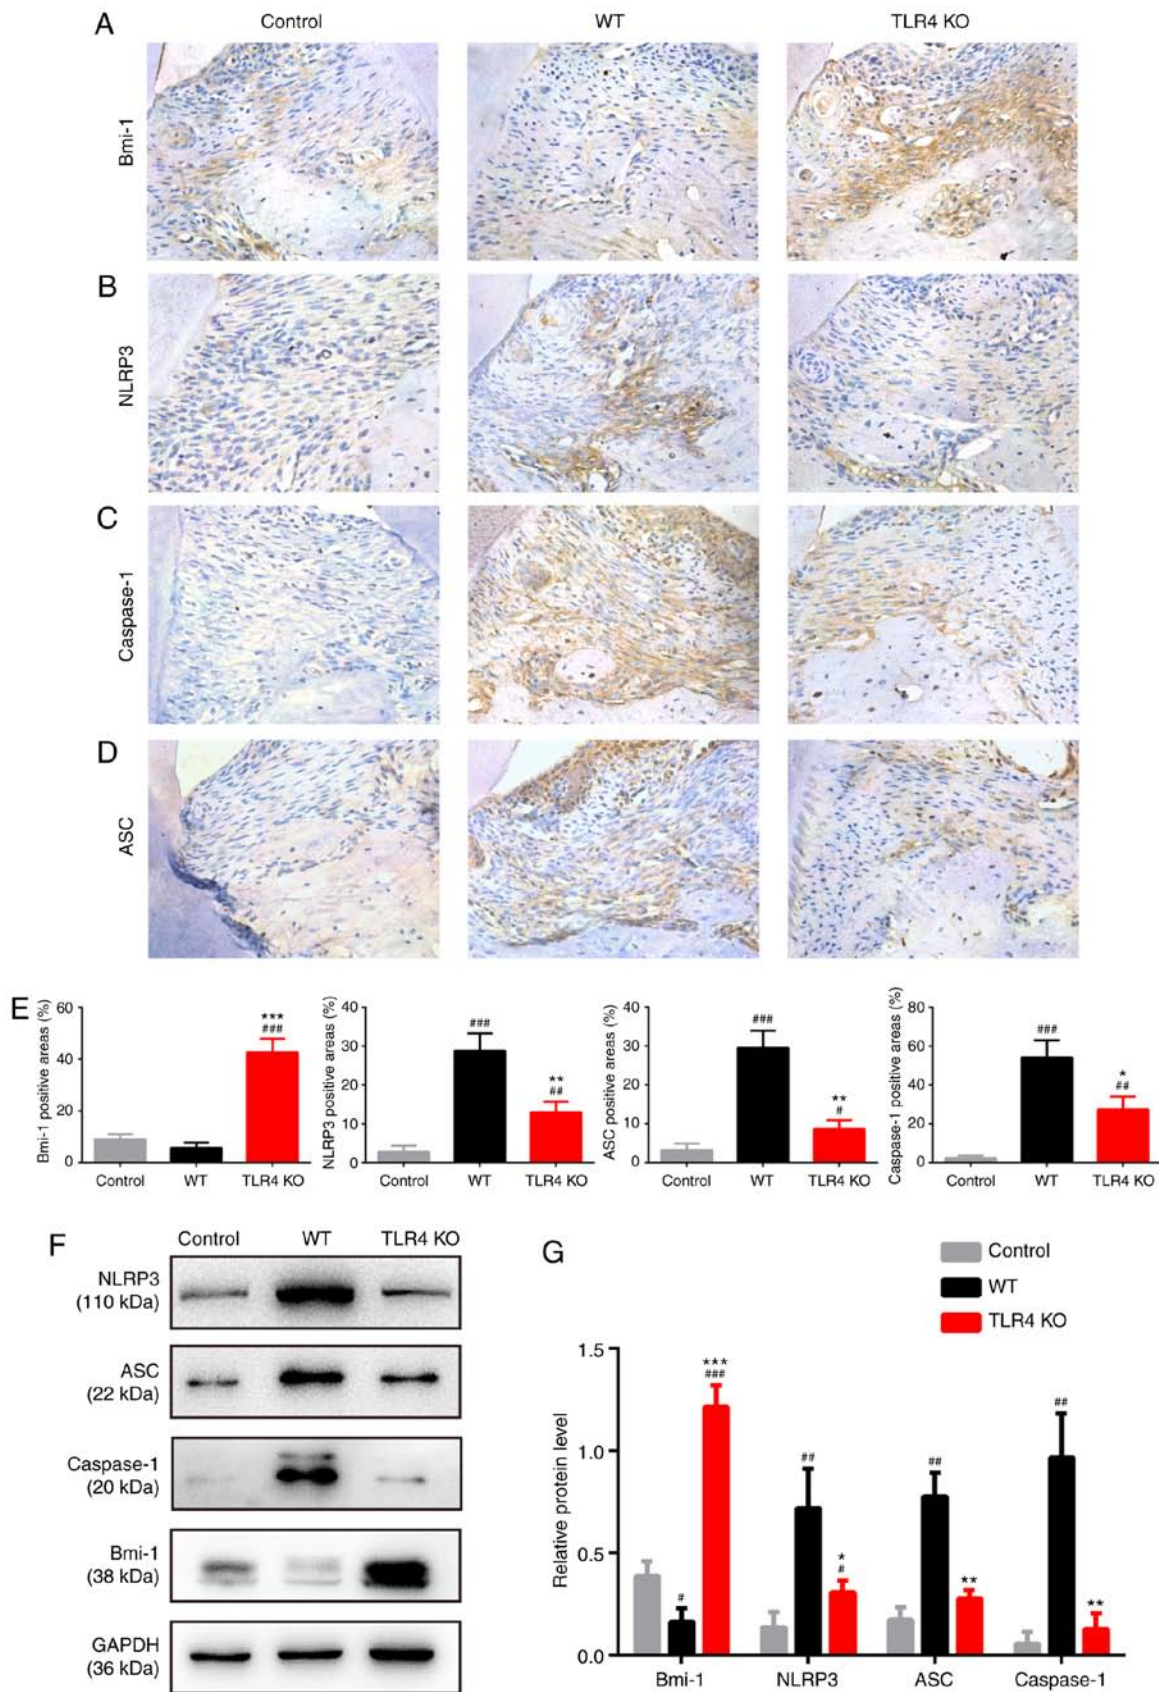 A
Control
WT
TLR4 KO
Bmi-1
B
NLRP3
C
Caspase-1
D
ASC
E
Bmi-1 positive areas (%)
60
40
20
0
***
###
Control
WT
TLR4 KO
NLRP3 positive areas (%)
40
30
20
10
0
###
**
##
Control
WT
TLR4 KO
ASC positive areas (%)
40
30
20
10
0
###
**
#
Control
WT
TLR4 KO
Caspase-1 positive areas (%)
80
60
40
20
0
###
*
##
Control
WT
TLR4 KO
F
Control
WT
TLR4 KO
NLRP3
(110 kDa)
ASC
(22 kDa)
Caspase-1
(20 kDa)
Bmi-1
(38 kDa)
GAPDH
(36 kDa)
G
Control
WT
TLR4 KO
Relative protein level
1.5
1.0
0.5
0.0
#
***
###
##
*
#
##
**
##
**
Bmi-1
NLRP3
ASC
Caspase-1